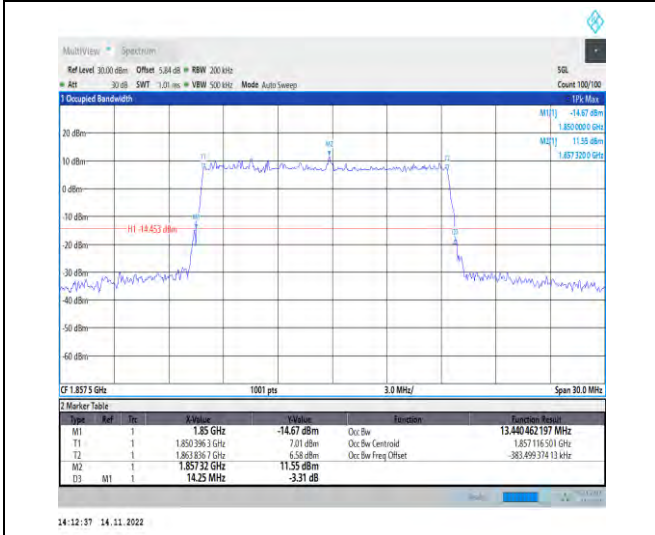 MultiView Spectrum
Ref Level 30.00 dBm Offset 5.84 dB RBW 200 kHz SGL
Att 30 dB SWT 1.01 ms VBW 500 kHz Mode Auto Sweep Count 100/100
1 Occupied Bandwidth 1Pk Max
M1[1] -14.67 dBm
1.850 000 0 GHz
M2[1] 11.55 dBm
1.857 320 0 GHz
20 dBm
M2
10 dBm
T1
0 dBm
-10 dBm
H1 -14.453 dBm
D3
-20 dBm
-30 dBm
-40 dBm
-50 dBm
-60 dBm
CF 1.857 5 GHz 1001 pts 3.0 MHz/ Span 30.0 MHz
2 Marker Table
Type Ref Trc X-Value Y-Value Function Function Result
M1 1 1.85 GHz -14.67 dBm Occ Bw 13.440 462 197 MHz
T1 1 1.850 396 3 GHz 7.01 dBm Occ Bw Centroid 1.857 116 501 GHz
T2 1 1.863 836 7 GHz 6.58 dBm Occ Bw Freq Offset -383.499 374 13 kHz
M2 1 1.857 32 GHz 11.55 dBm
D3 M1 1 14.25 MHz -3.31 dB
14:12:37 14.11.2022